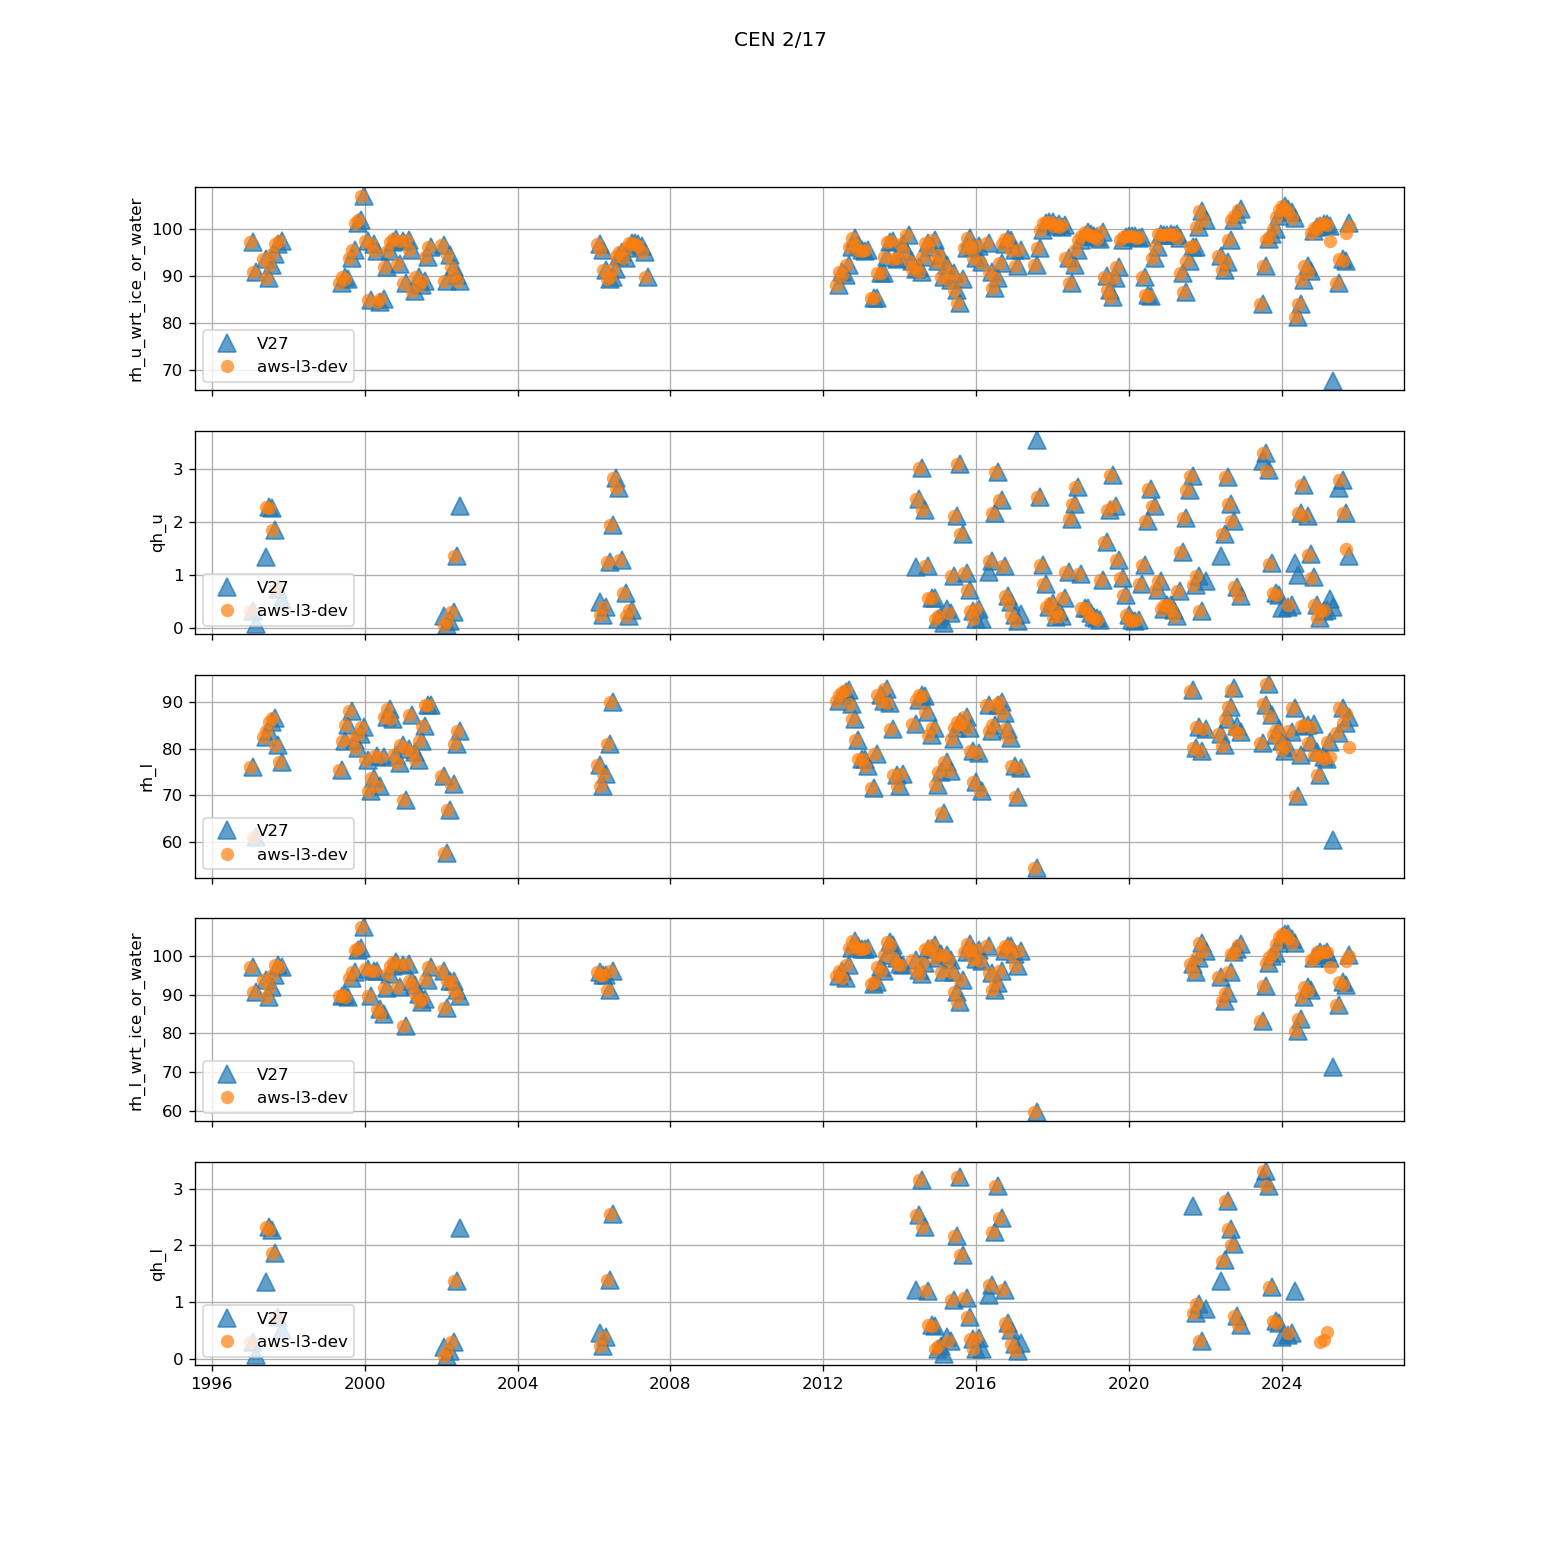 CEN 2/17
rh_u_wrt_ice_or_water
100
90
80
70
V27
aws-l3-dev
qh_u
3
2
1
0
V27
aws-l3-dev
rh_l
90
80
70
60
V27
aws-l3-dev
rh_l_wrt_ice_or_water
100
90
80
70
60
V27
aws-l3-dev
qh_l
3
2
1
0
V27
aws-l3-dev
1996 2000 2004 2008 2012 2016 2020 2024